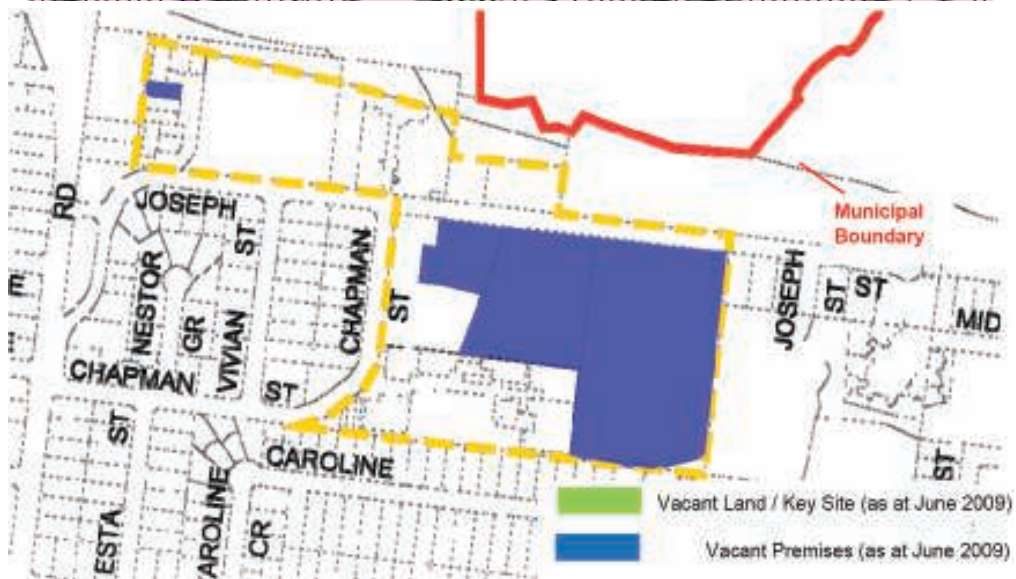 Municipal
Boundary
RD
JOSEPH
ST
NESTOR
GR
VIVIAN
CHAPMAN
ST
JOSEPH
ST
ST
MID
CHAPMAN
ST
ST
CAROLINE
ST
ESTA
CR
Vacant Land / Key Site (as at June 2009)
Vacant Premises (as at June 2009)